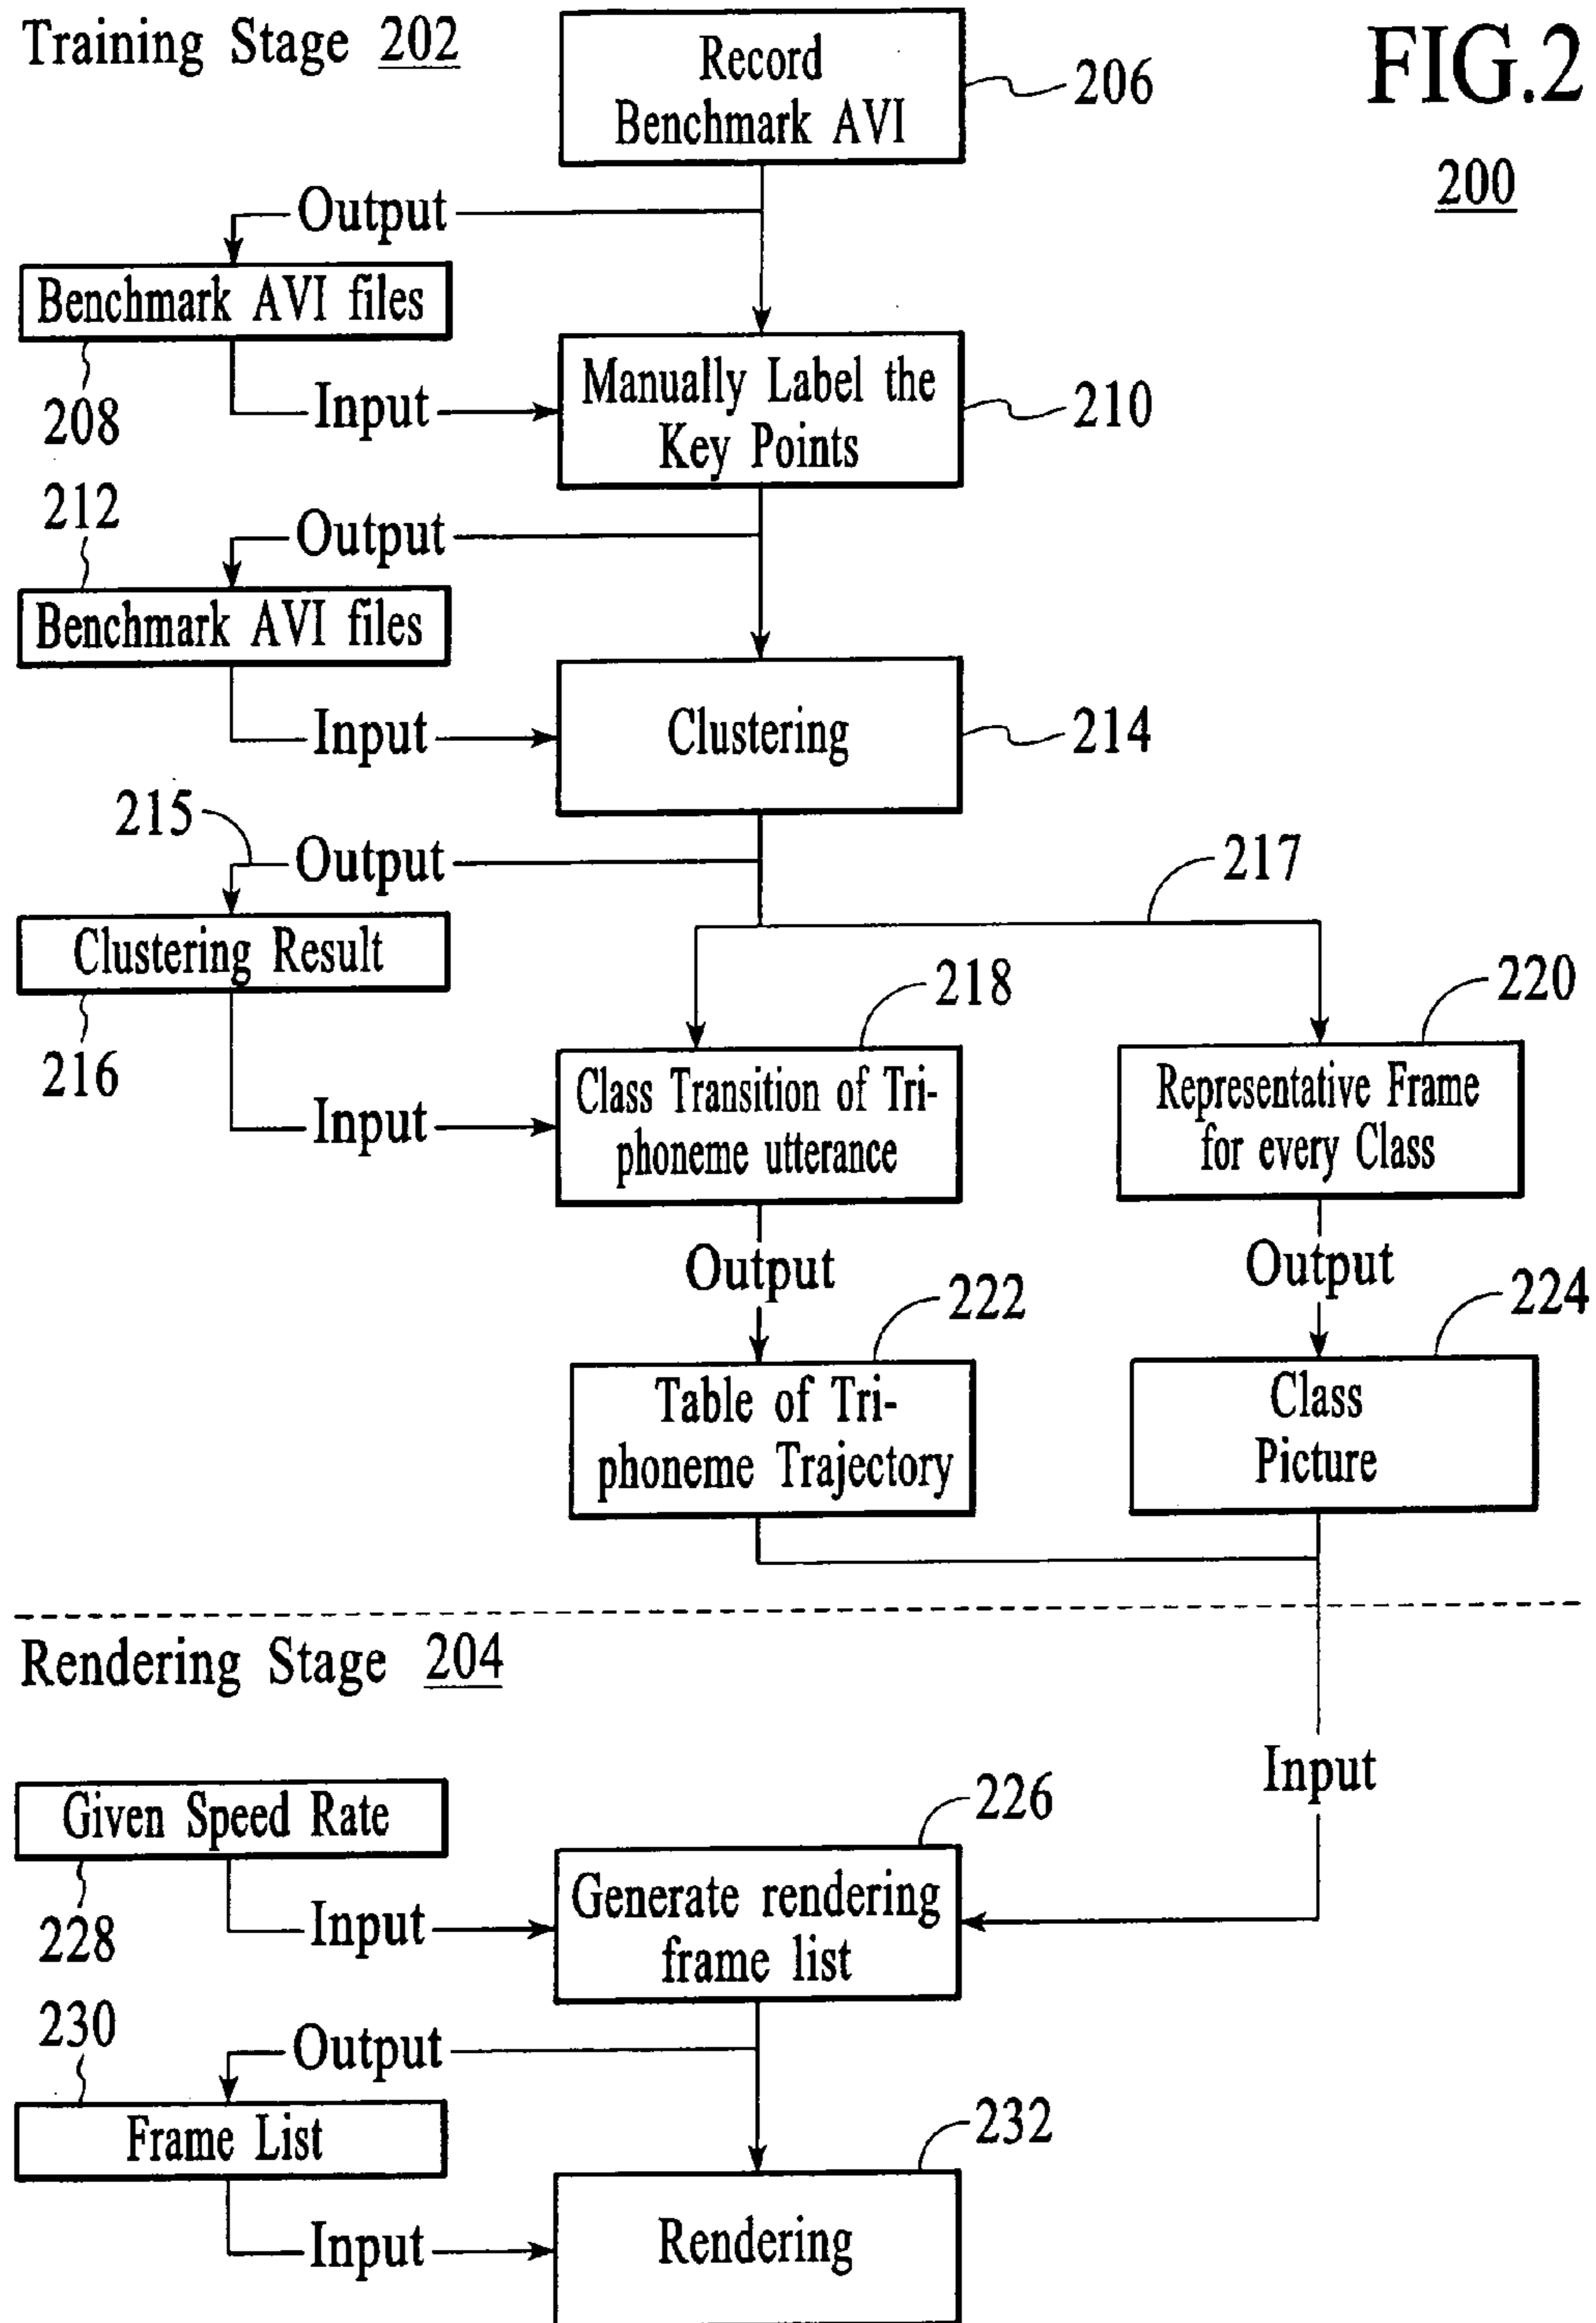 Training Stage 202
FIG.2
200
Record
Benchmark AVI
206
Output
Benchmark AVI files
208
Input
Manually Label the
Key Points
210
212
Output
Benchmark AVI files
Input
Clustering
214
215
Output
217
Clustering Result
216
Input
218
Class Transition of Tri-
phoneme utterance
220
Representative Frame
for every Class
Output
Output
222
Table of Tri-
phoneme Trajectory
224
Class
Picture
Rendering Stage 204
Input
Given Speed Rate
228
Input
226
Generate rendering
frame list
230
Output
Frame List
Input
232
Rendering